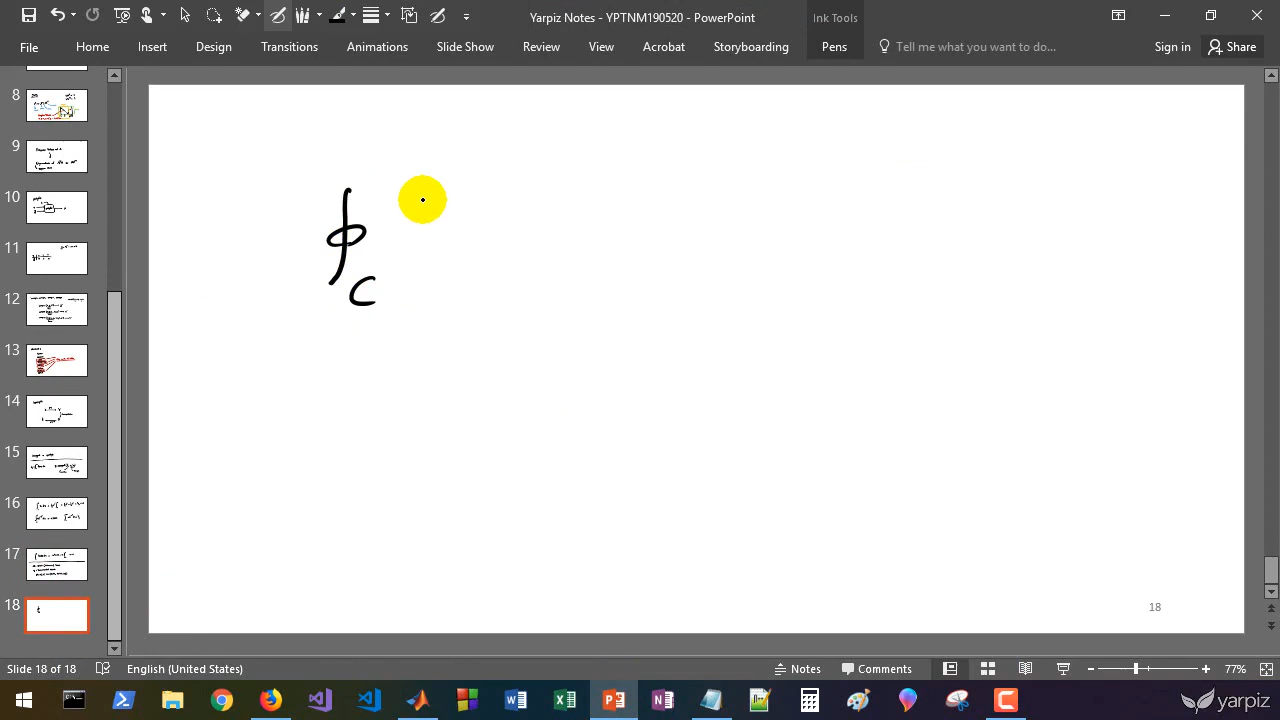 Yarpiz Notes - YPTNM190520 - PowerPoint
Ink Tools
File Home Insert Design Transitions Animations Slide Show Review View Acrobat Storyboarding Pens Tell me what you want to do... Sign in Share
8
9
10
11
12
13
14
15
16
17
18
∮
C
18
Slide 18 of 18 English (United States) Notes Comments 77%
yarpiz